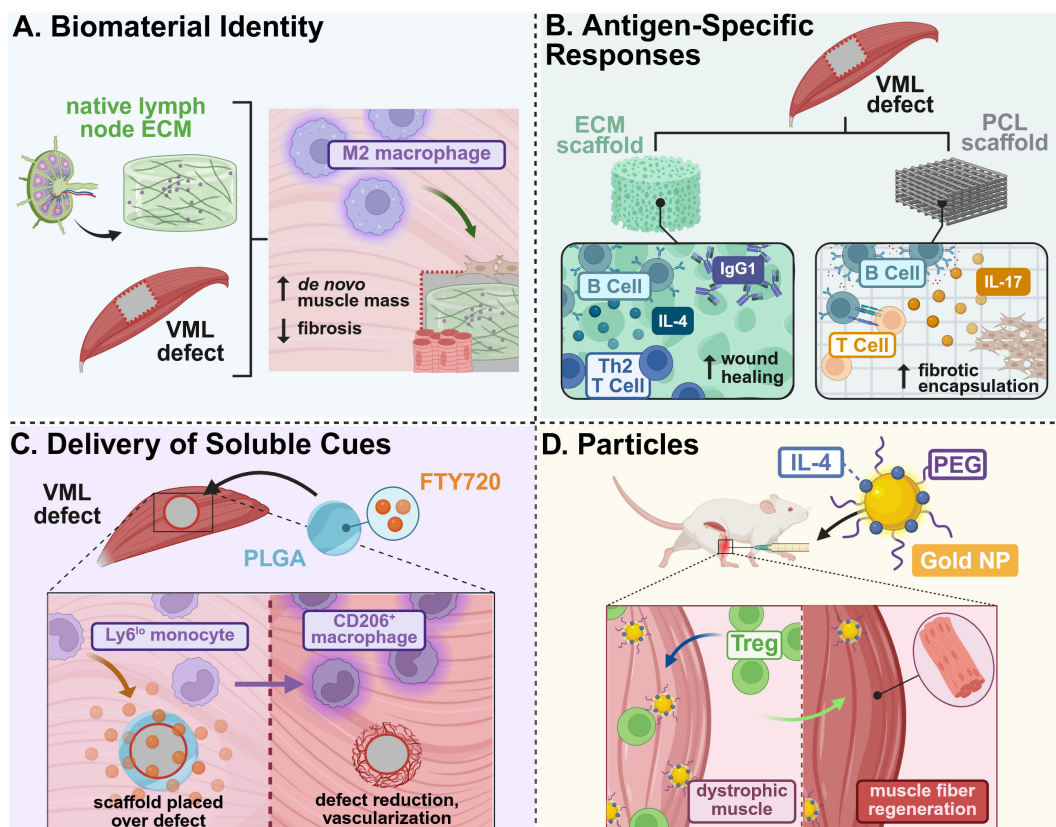 A. Biomaterial Identity
native lymph
node ECM
VML
defect
M2 macrophage
↑ de novo
muscle mass
↓ fibrosis
B. Antigen-Specific
Responses
VML
defect
ECM
scaffold
PCL
scaffold
B Cell
IgG1
IL-4
Th2
T Cell
↑ wound
healing
B Cell
IL-17
T Cell
↑ fibrotic
encapsulation
C. Delivery of Soluble Cues
VML
defect
FTY720
PLGA
Ly6ˡᵒ monocyte
CD206⁺
macrophage
scaffold placed
over defect
defect reduction,
vascularization
D. Particles
IL-4
PEG
Gold NP
Treg
dystrophic
muscle
muscle fiber
regeneration